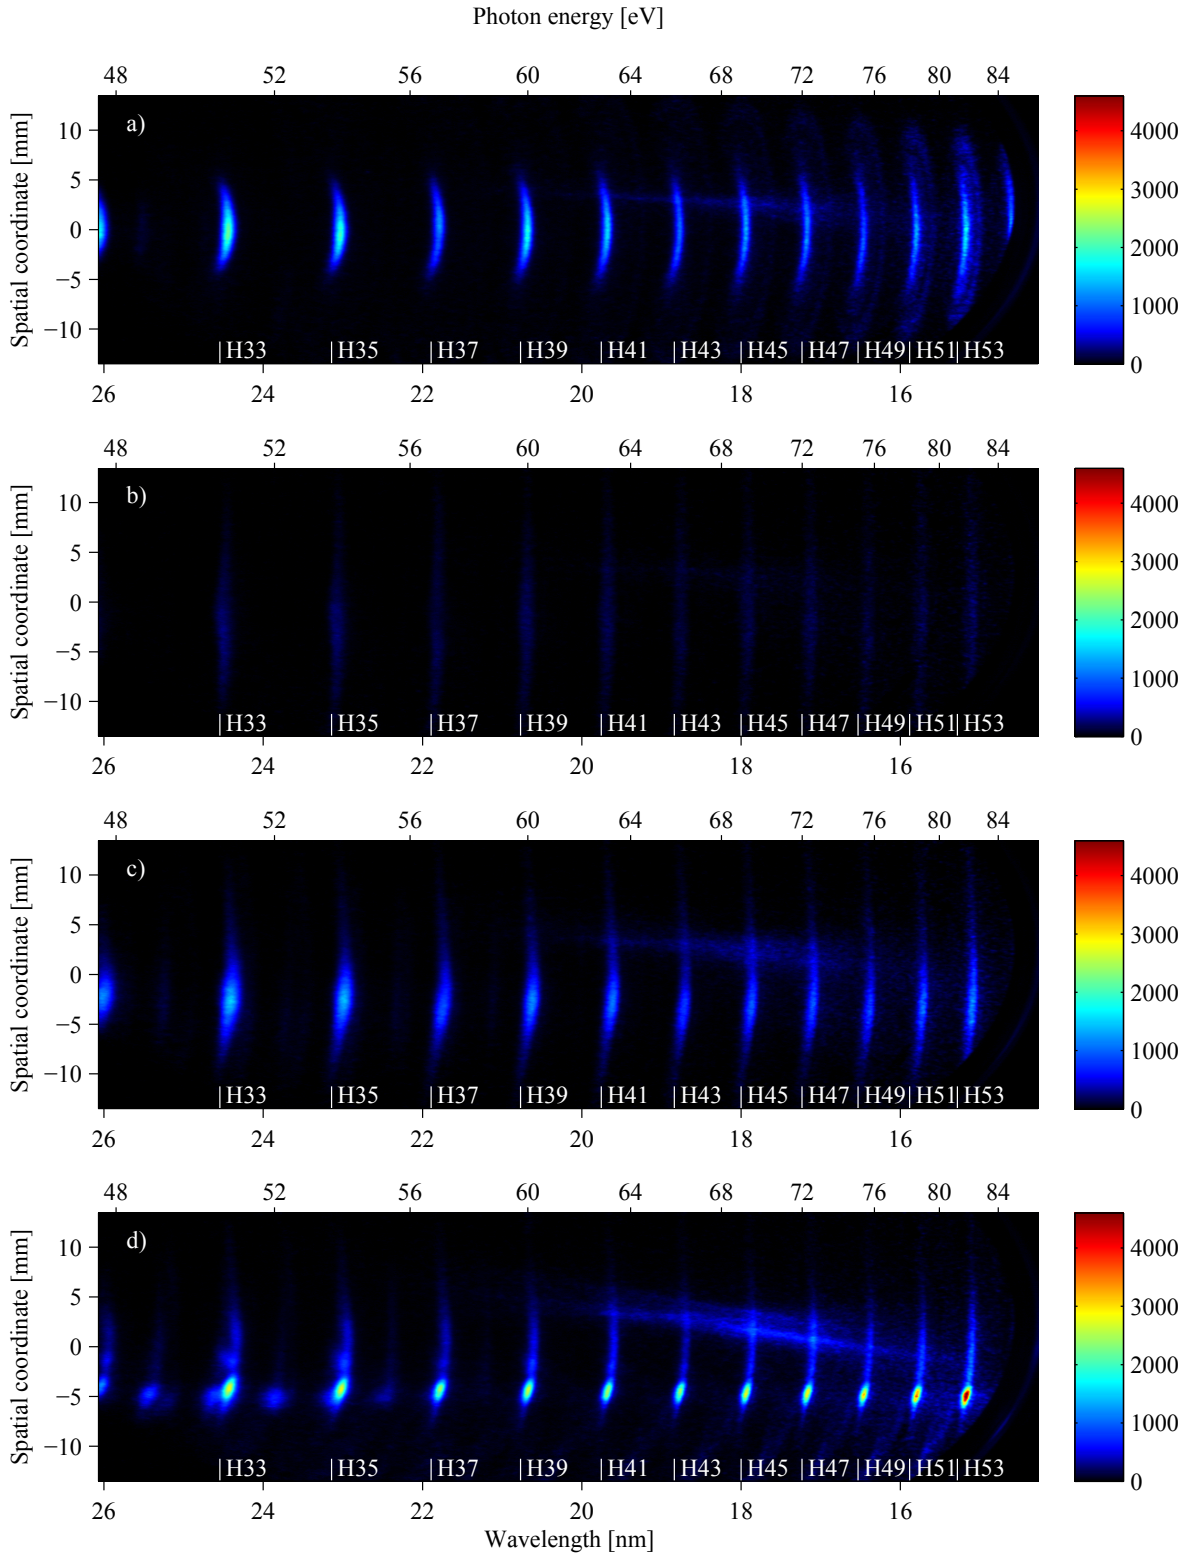 Photon energy [eV]
48 52 56 60 64 68 72 76 80 84
a)
Spatial coordinate [mm]
10
5
0
−5
−10
H33 H35 H37 H39 H41 H43 H45 H47 H49 H51 H53
26 24 22 20 18 16
4000
3000
2000
1000
0
48 52 56 60 64 68 72 76 80 84
b)
Spatial coordinate [mm]
10
5
0
−5
−10
H33 H35 H37 H39 H41 H43 H45 H47 H49 H51 H53
26 24 22 20 18 16
4000
3000
2000
1000
0
48 52 56 60 64 68 72 76 80 84
c)
Spatial coordinate [mm]
10
5
0
−5
−10
H33 H35 H37 H39 H41 H43 H45 H47 H49 H51 H53
26 24 22 20 18 16
4000
3000
2000
1000
0
48 52 56 60 64 68 72 76 80 84
d)
Spatial coordinate [mm]
10
5
0
−5
−10
H33 H35 H37 H39 H41 H43 H45 H47 H49 H51 H53
26 24 22 20 18 16
4000
3000
2000
1000
0
Wavelength [nm]